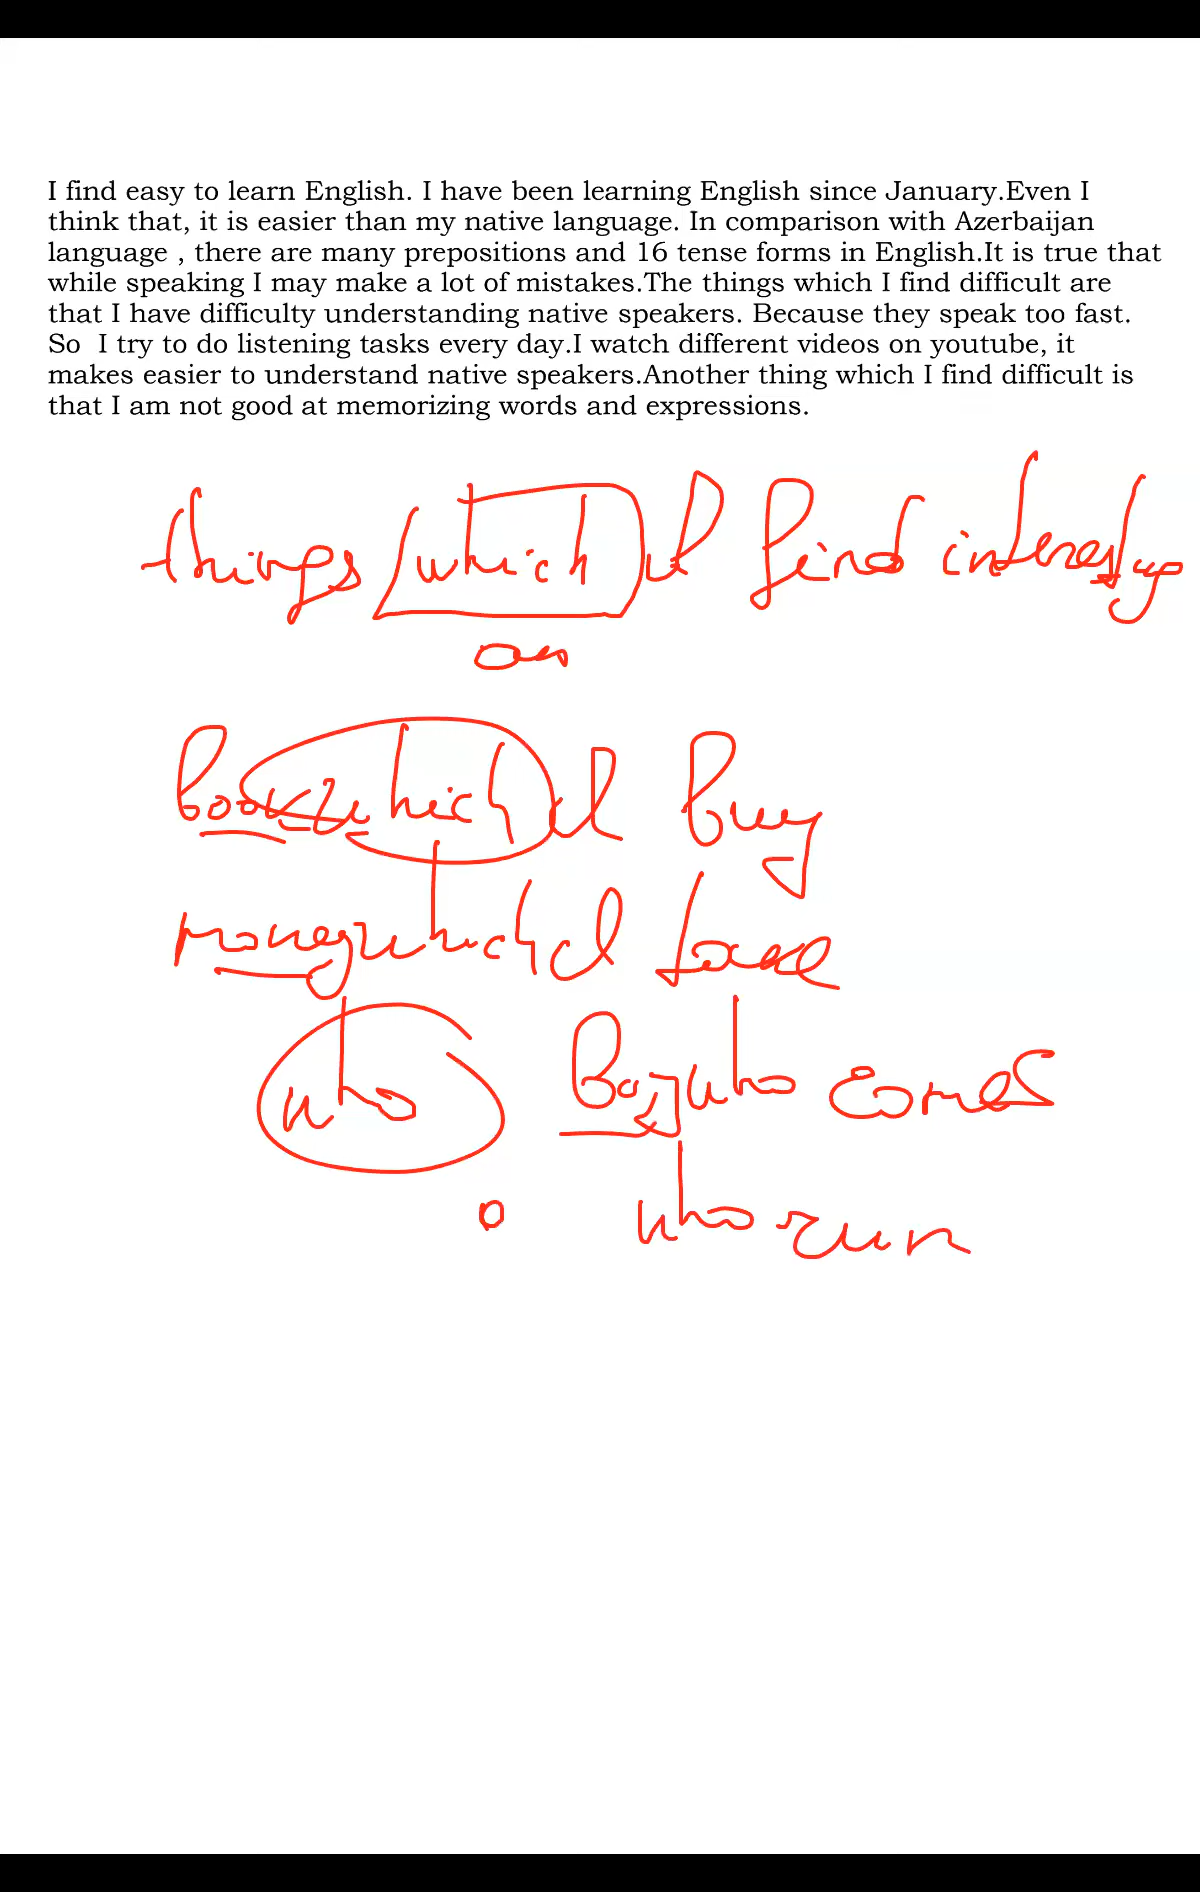 I find easy to learn English. I have been learning English since January.Even I
think that, it is easier than my native language. In comparison with Azerbaijan
language , there are many prepositions and 16 tense forms in English.It is true that
while speaking I may make a lot of mistakes.The things which I find difficult are
that I have difficulty understanding native speakers. Because they speak too fast.
So  I try to do listening tasks every day.I watch different videos on youtube, it
makes easier to understand native speakers.Another thing which I find difficult is
that I am not good at memorizing words and expressions.
things which I find
book which I buy
money which I
who Boy who comes
who run